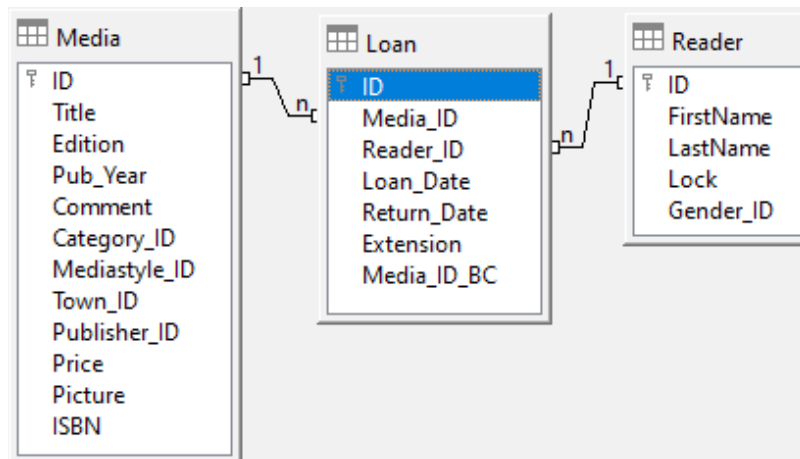 Media
ID
Title
Edition
Pub_Year
Comment
Category_ID
Mediastyle_ID
Town_ID
Publisher_ID
Price
Picture
ISBN
1
n
Loan
ID
Media_ID
Reader_ID
Loan_Date
Return_Date
Extension
Media_ID_BC
n
1
Reader
ID
FirstName
LastName
Lock
Gender_ID